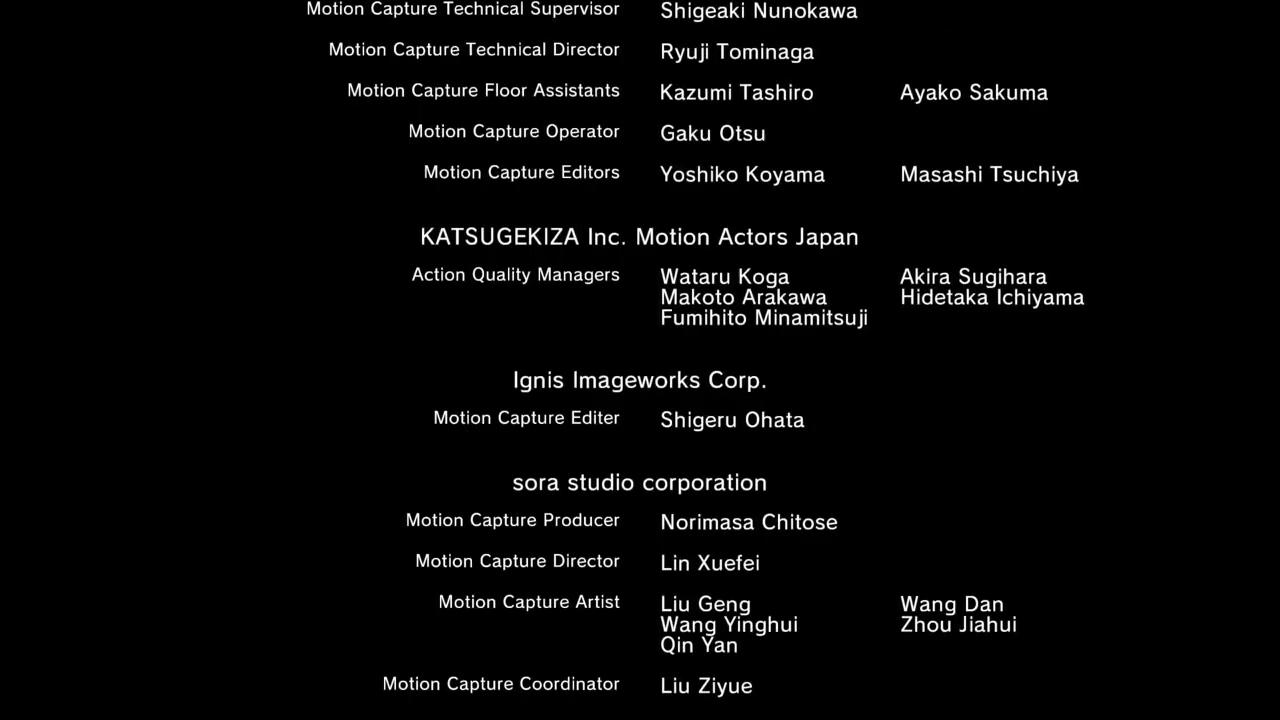 Motion Capture Technical Supervisor Shigeaki Nunokawa
Motion Capture Technical Director Ryuji Tominaga
Motion Capture Floor Assistants Kazumi Tashiro Ayako Sakuma
Motion Capture Operator Gaku Otsu
Motion Capture Editors Yoshiko Koyama Masashi Tsuchiya
KATSUGEKIZA Inc. Motion Actors Japan
Action Quality Managers Wataru Koga Akira Sugihara
Makoto Arakawa Hidetaka Ichiyama
Fumihito Minamitsuji
Ignis Imageworks Corp.
Motion Capture Editer Shigeru Ohata
sora studio corporation
Motion Capture Producer Norimasa Chitose
Motion Capture Director Lin Xuefei
Motion Capture Artist Liu Geng Wang Dan
Wang Yinghui Zhou Jiahui
Qin Yan
Motion Capture Coordinator Liu Ziyue